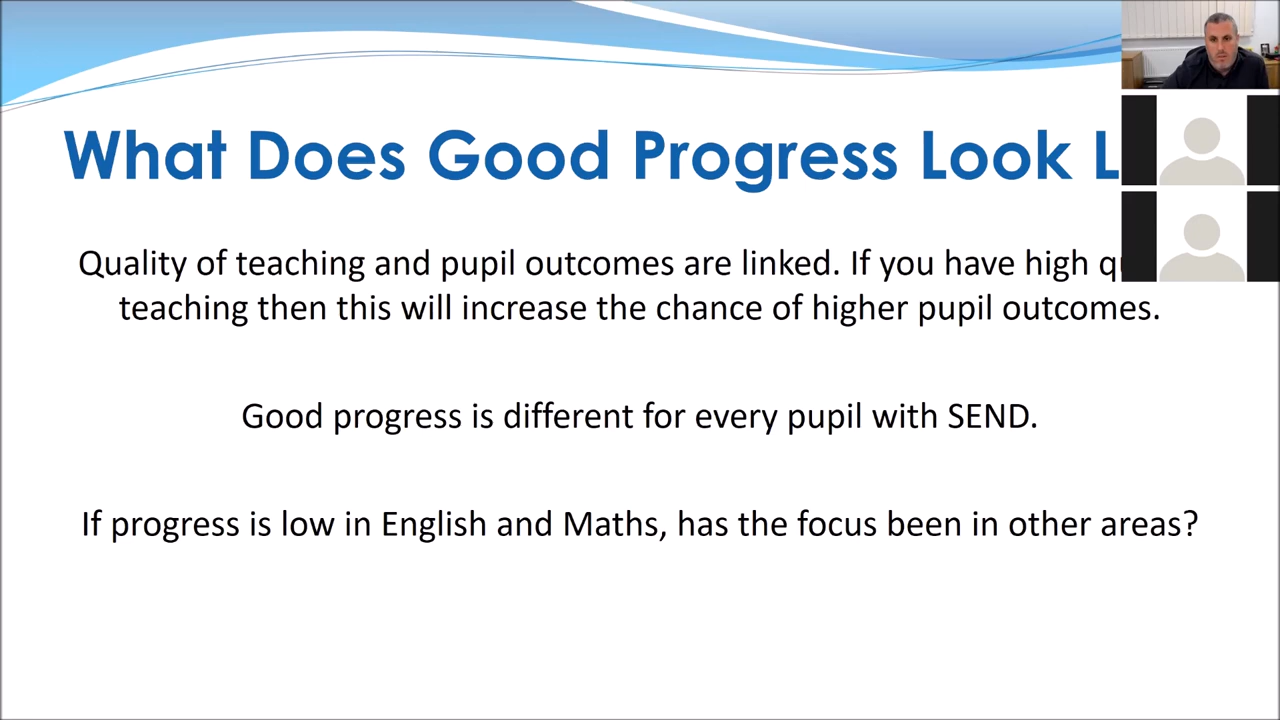 What Does Good Progress Look L
Quality of teaching and pupil outcomes are linked. If you have high qu
teaching then this will increase the chance of higher pupil outcomes.
Good progress is different for every pupil with SEND.
If progress is low in English and Maths, has the focus been in other areas?